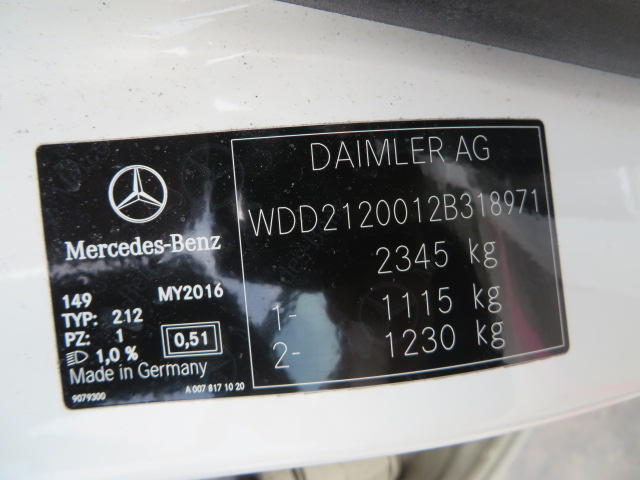 DAIMLER AG
WDD2120012B318971
2345 kg
1- 1115 kg
2- 1230 kg
Mercedes-Benz
149 MY2016
TYP: 212
PZ: 1
1,0 %
0,51
Made in Germany
9079300
A 007 817 10 20